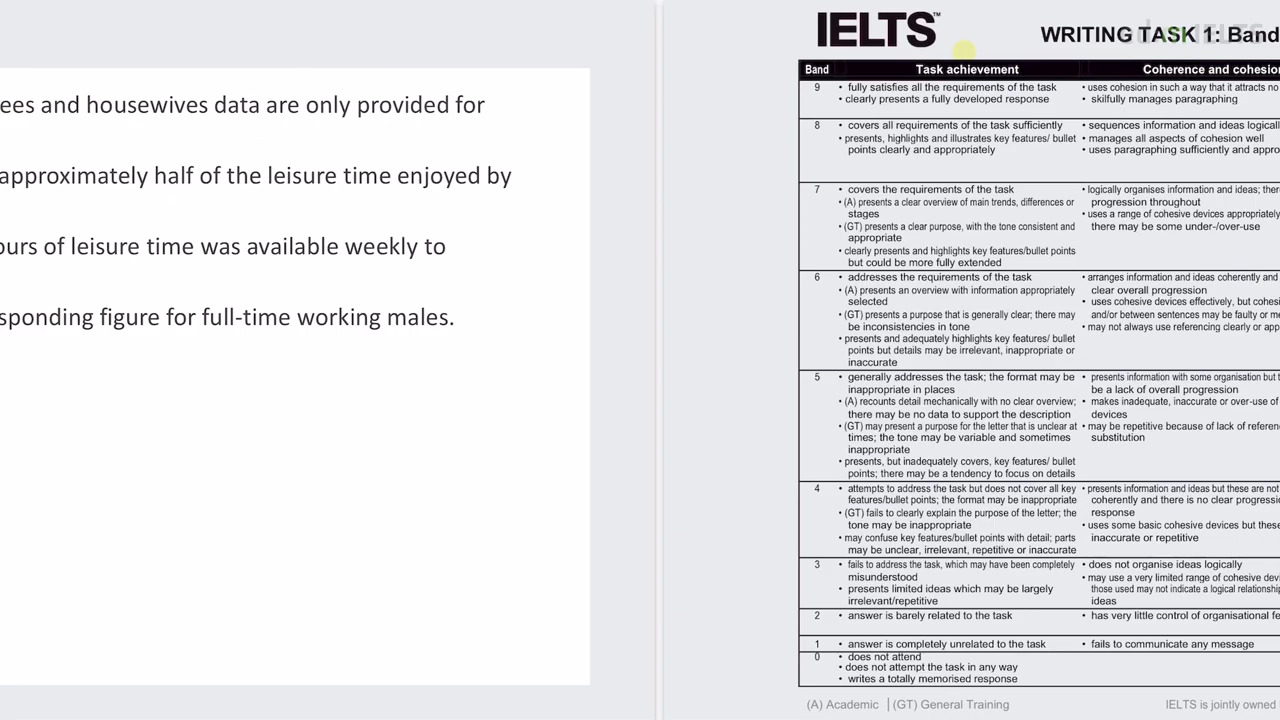 ees and housewives data are only provided for
approximately half of the leisure time enjoyed by
ours of leisure time was available weekly to
sponding figure for full-time working males.
IELTS™
WRITING TASK 1: Band
Band Task achievement Coherence and cohesion
9 • fully satisfies all the requirements of the task
• clearly presents a fully developed response
• uses cohesion in such a way that it attracts no
• skilfully manages paragraphing
8 • covers all requirements of the task sufficiently
• presents, highlights and illustrates key features/ bullet
points clearly and appropriately
• sequences information and ideas logically
• manages all aspects of cohesion well
• uses paragraphing sufficiently and appro
7 • covers the requirements of the task
• (A) presents a clear overview of main trends, differences or
stages
• (GT) presents a clear purpose, with the tone consistent and
appropriate
• clearly presents and highlights key features/bullet points
but could be more fully extended
• logically organises information and ideas; ther
progression throughout
• uses a range of cohesive devices appropriately
there may be some under-/over-use
6 • addresses the requirements of the task
• (A) presents an overview with information appropriately
selected
• (GT) presents a purpose that is generally clear; there may
be inconsistencies in tone
• presents and adequately highlights key features/ bullet
points but details may be irrelevant, inappropriate or
inaccurate
• arranges information and ideas coherently and
clear overall progression
• uses cohesive devices effectively, but cohesi
and/or between sentences may be faulty or me
• may not always use referencing clearly or app
5 • generally addresses the task; the format may be
inappropriate in places
• (A) recounts detail mechanically with no clear overview;
there may be no data to support the description
• (GT) may present a purpose for the letter that is unclear at
times; the tone may be variable and sometimes
inappropriate
• presents, but inadequately covers, key features/ bullet
points; there may be a tendency to focus on details
• presents information with some organisation but t
be a lack of overall progression
• makes inadequate, inaccurate or over-use of
devices
• may be repetitive because of lack of referenc
substitution
4 • attempts to address the task but does not cover all key
features/bullet points; the format may be inappropriate
• (GT) fails to clearly explain the purpose of the letter; the
tone may be inappropriate
• may confuse key features/bullet points with detail; parts
may be unclear, irrelevant, repetitive or inaccurate
• presents information and ideas but these are not
coherently and there is no clear progressio
response
• uses some basic cohesive devices but these
inaccurate or repetitive
3 • fails to address the task, which may have been completely
misunderstood
• presents limited ideas which may be largely
irrelevant/repetitive
• does not organise ideas logically
• may use a very limited range of cohesive devi
those used may not indicate a logical relationship
ideas
2 • answer is barely related to the task
• has very little control of organisational fe
1 • answer is completely unrelated to the task
• fails to communicate any message
0 • does not attend
• does not attempt the task in any way
• writes a totally memorised response
(A) Academic | (GT) General Training
IELTS is jointly owned